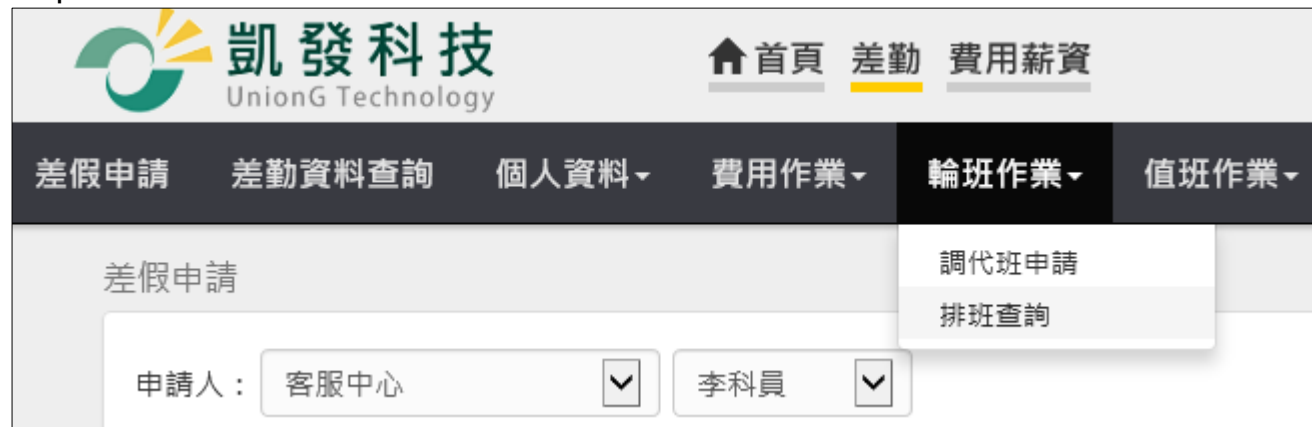 凱發科技
UnionG Technology
首頁 差勤 費用薪資
差假申請 差勤資料查詢 個人資料 費用作業 輪班作業 值班作業
調代班申請
排班查詢
差假申請
申請人： 客服中心 李科員